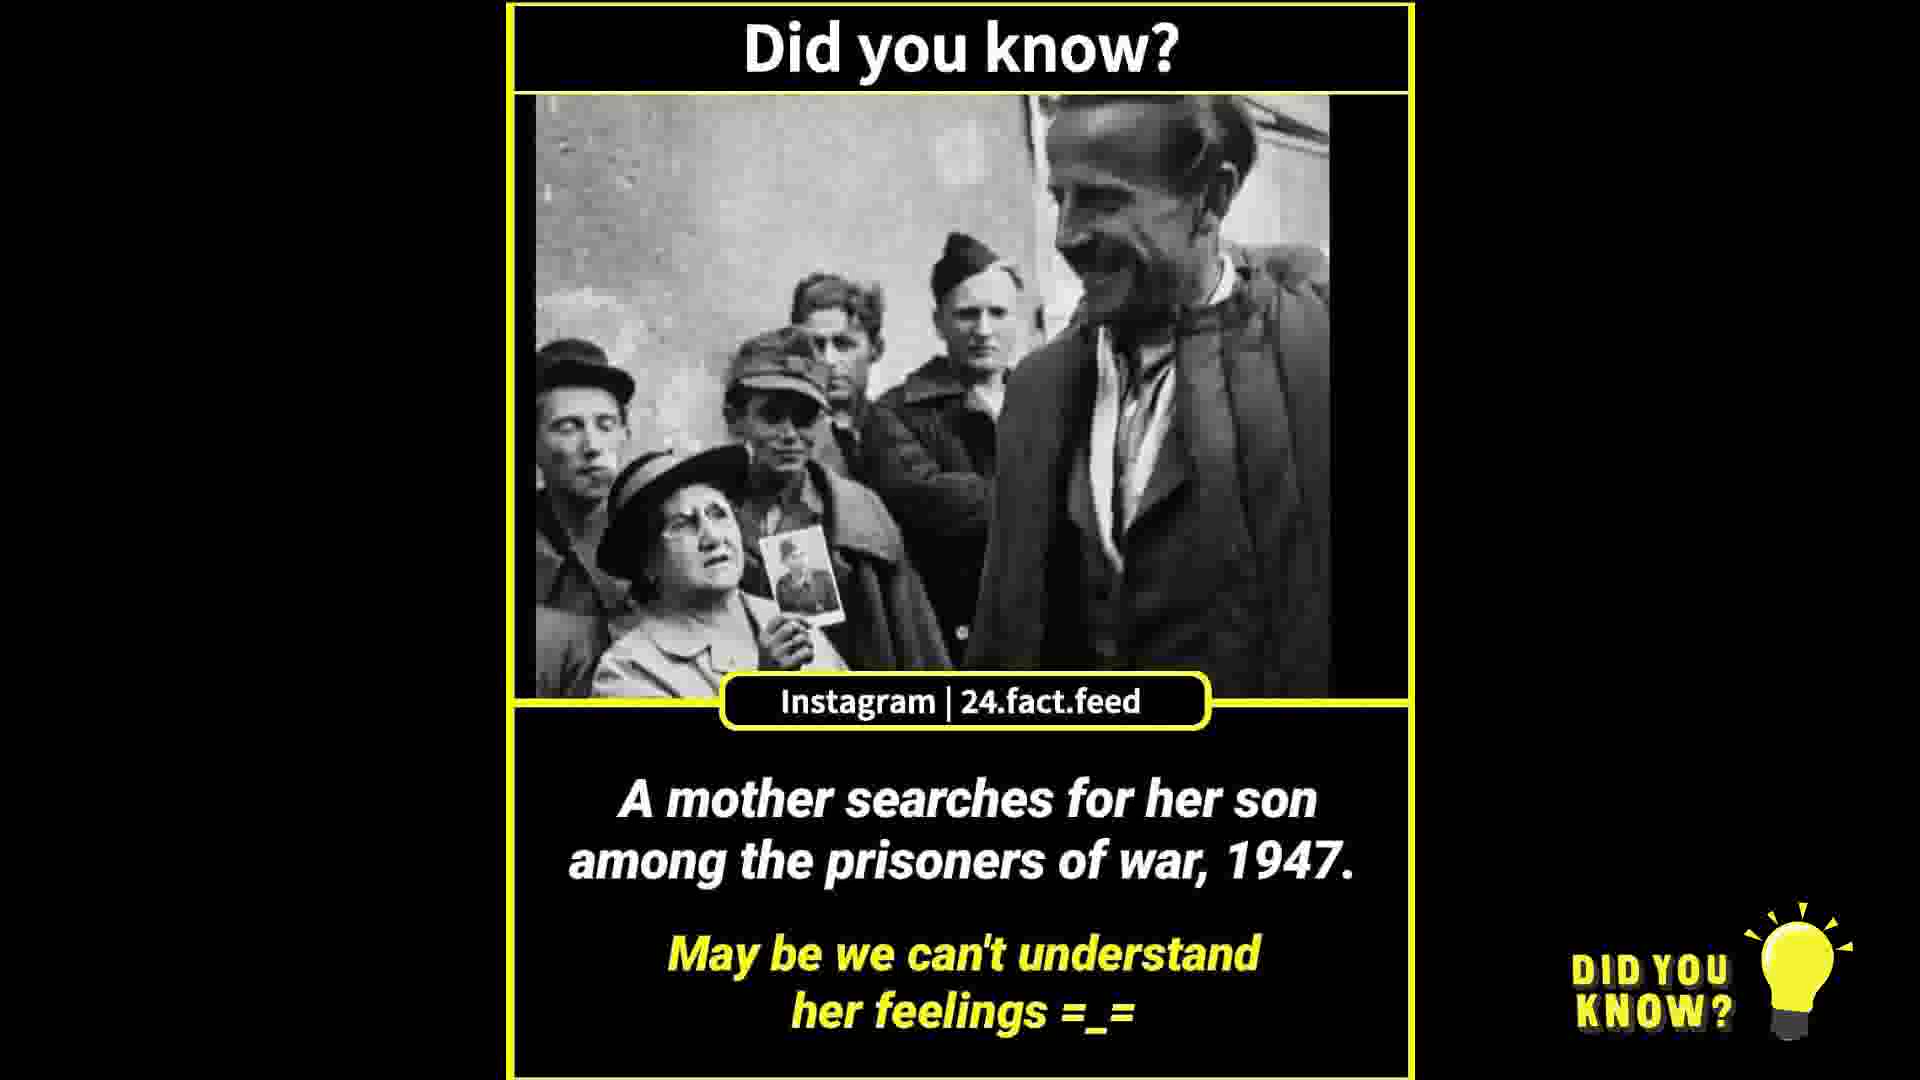 Did you know?
Instagram | 24.fact.feed
A mother searches for her son
among the prisoners of war, 1947.
May be we can't understand
her feelings =_=
DID YOU
KNOW?